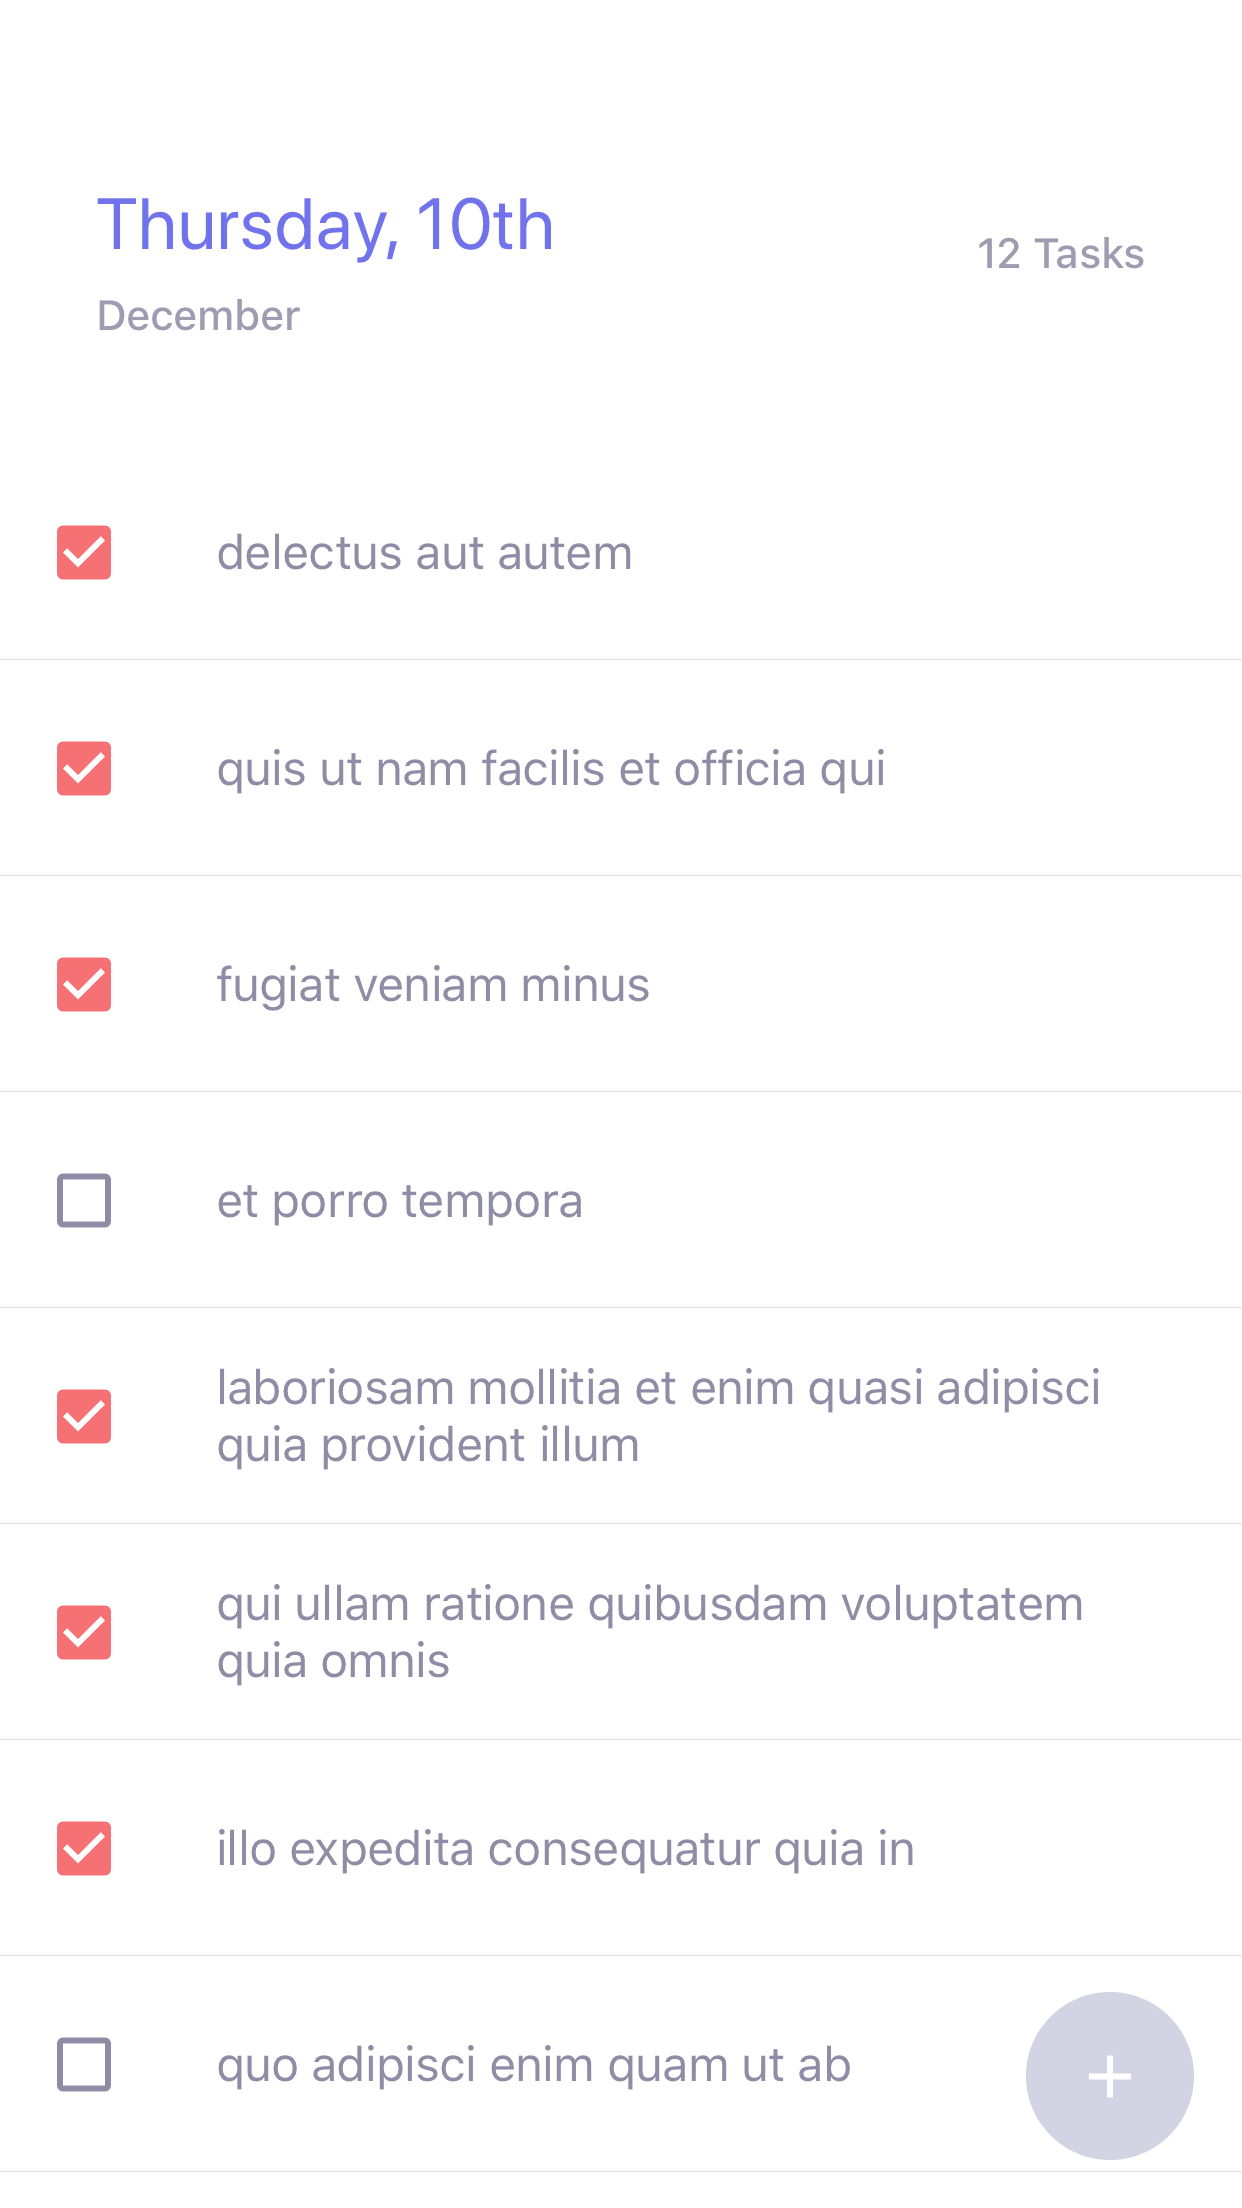 Thursday, 10th
12 Tasks
December
delectus aut autem
quis ut nam facilis et officia qui
fugiat veniam minus
et porro tempora
laboriosam mollitia et enim quasi adipisci
quia provident illum
qui ullam ratione quibusdam voluptatem
quia omnis
illo expedita consequatur quia in
quo adipisci enim quam ut ab
+